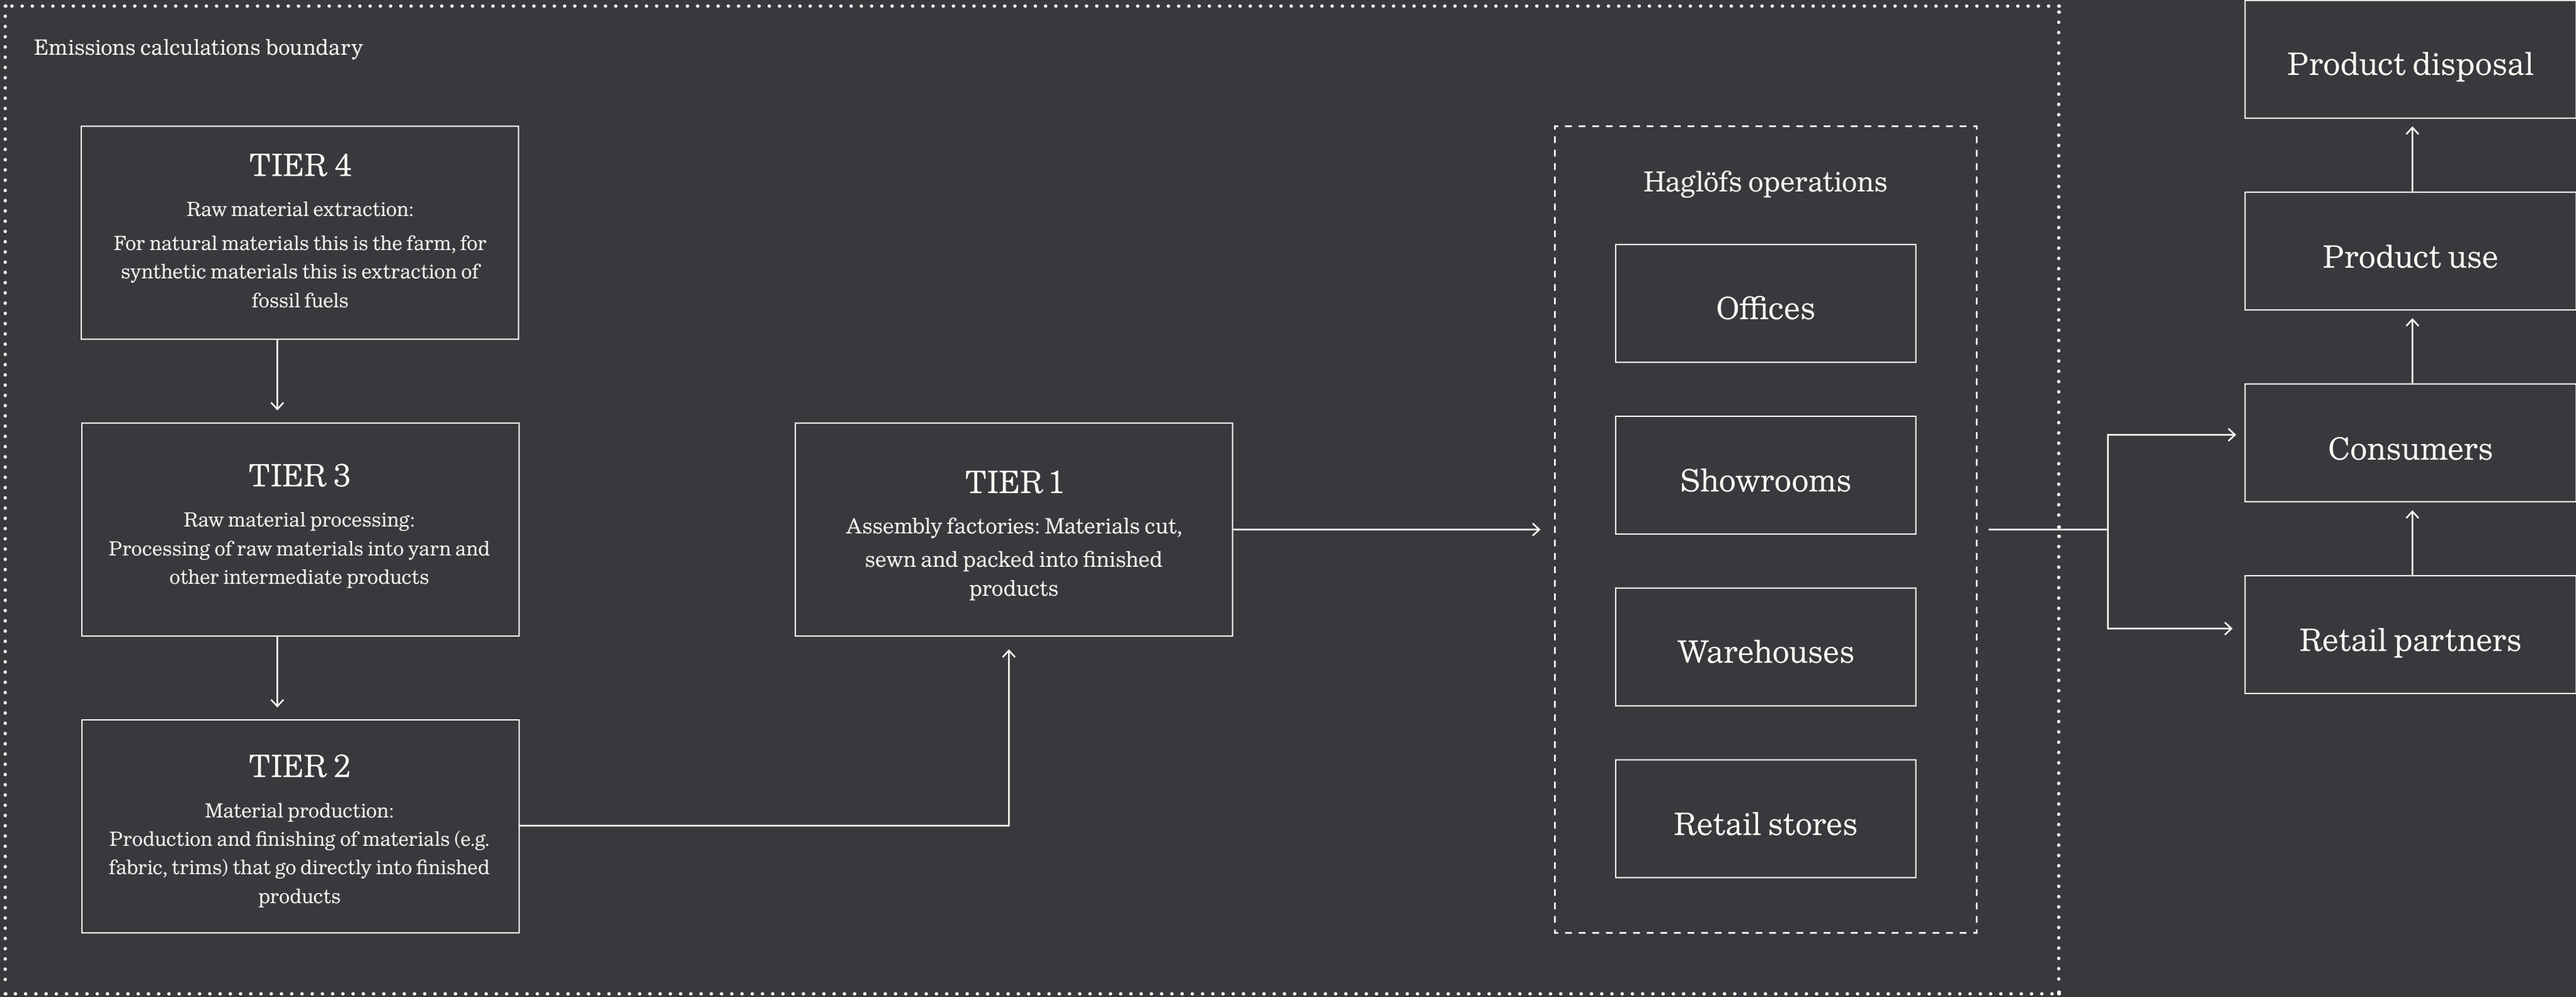 Emissions calculations boundary
TIER 4
Raw material extraction:
For natural materials this is the farm, for
synthetic materials this is extraction of
fossil fuels
TIER 3
Raw material processing:
Processing of raw materials into yarn and
other intermediate products
TIER 2
Material production:
Production and finishing of materials (e.g.
fabric, trims) that go directly into finished
products
TIER 1
Assembly factories: Materials cut,
sewn and packed into finished
products
Haglöfs operations
Offices
Showrooms
Warehouses
Retail stores
Product disposal
Product use
Consumers
Retail partners